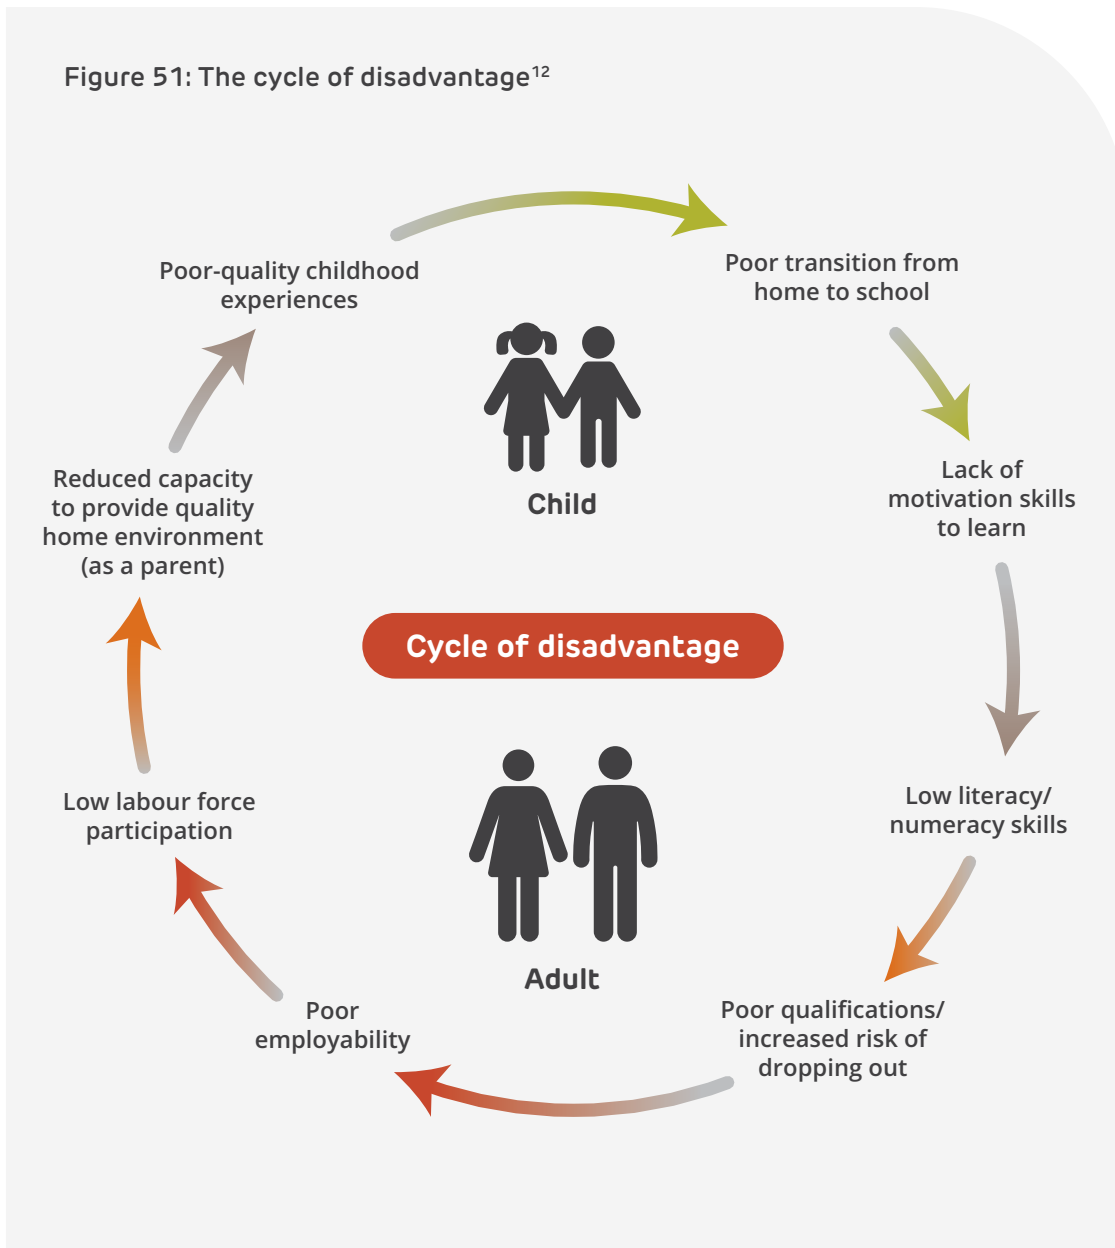 Figure 51: The cycle of disadvantage12
Poor-quality childhood
experiences
Poor transition from
home to school
Lack of
motivation skills
to learn
Low literacy/
numeracy skills
Poor qualifications/
increased risk of
dropping out
Poor
employability
Low labour force
participation
Reduced capacity
to provide quality
home environment
(as a parent)
Child
Cycle of disadvantage
Adult